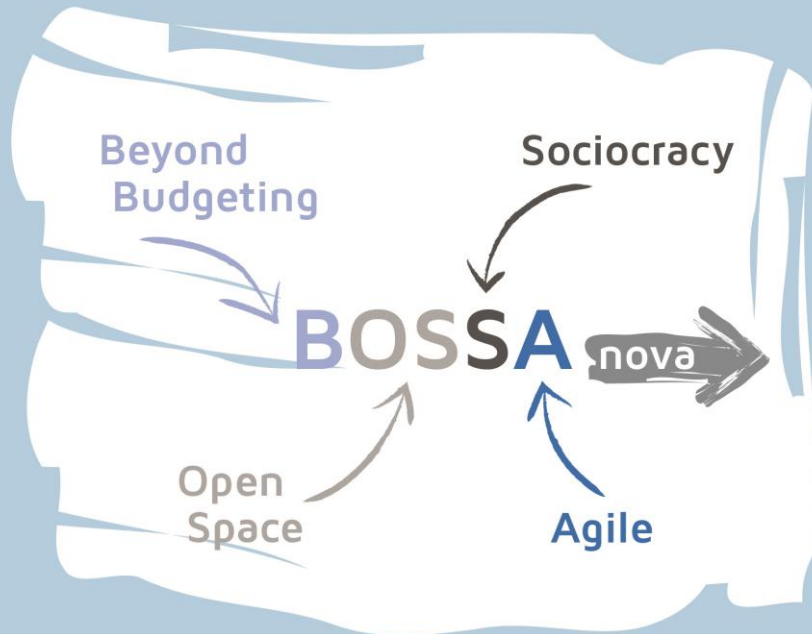 Beyond
Budgeting
Sociocracy
BOSSA nova
Open
Space
Agile